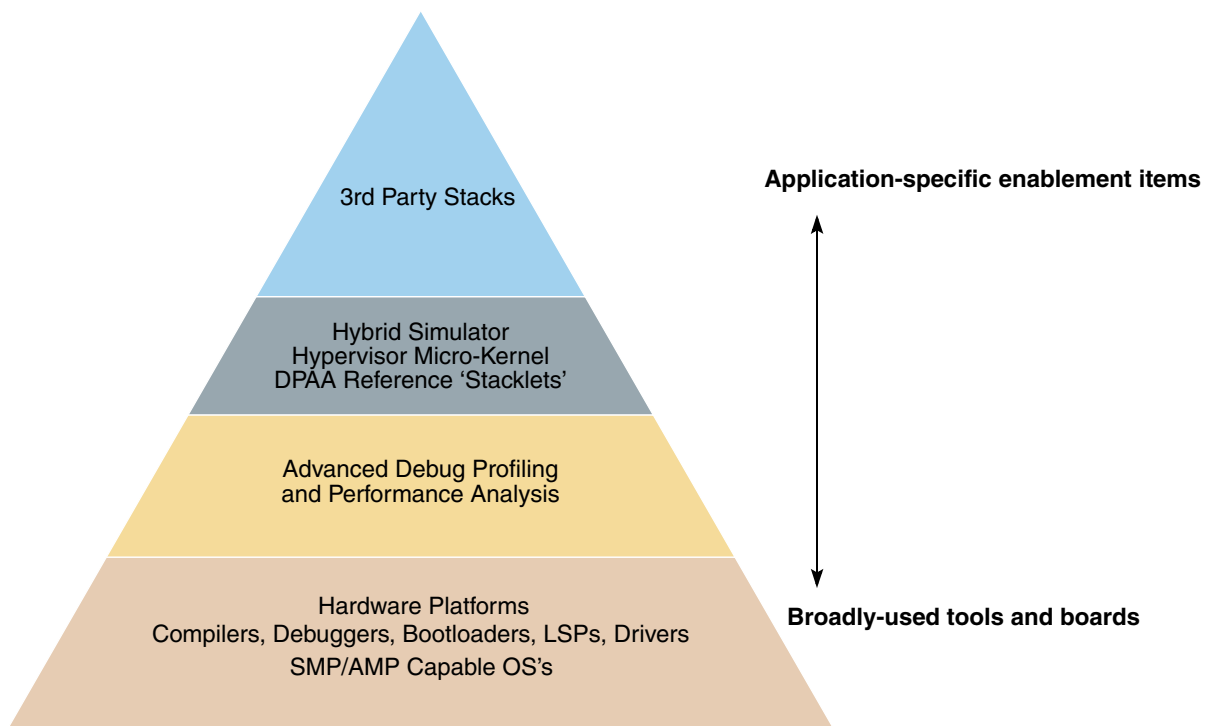 3rd Party Stacks
Application-specific enablement items
Hybrid Simulator
Hypervisor Micro-Kernel
DPAA Reference ‘Stacklets’
Advanced Debug Profiling
and Performance Analysis
Hardware Platforms
Compilers, Debuggers, Bootloaders, LSPs, Drivers
SMP/AMP Capable OS's
Broadly-used tools and boards